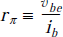 r_π ≡ v_be / i_b